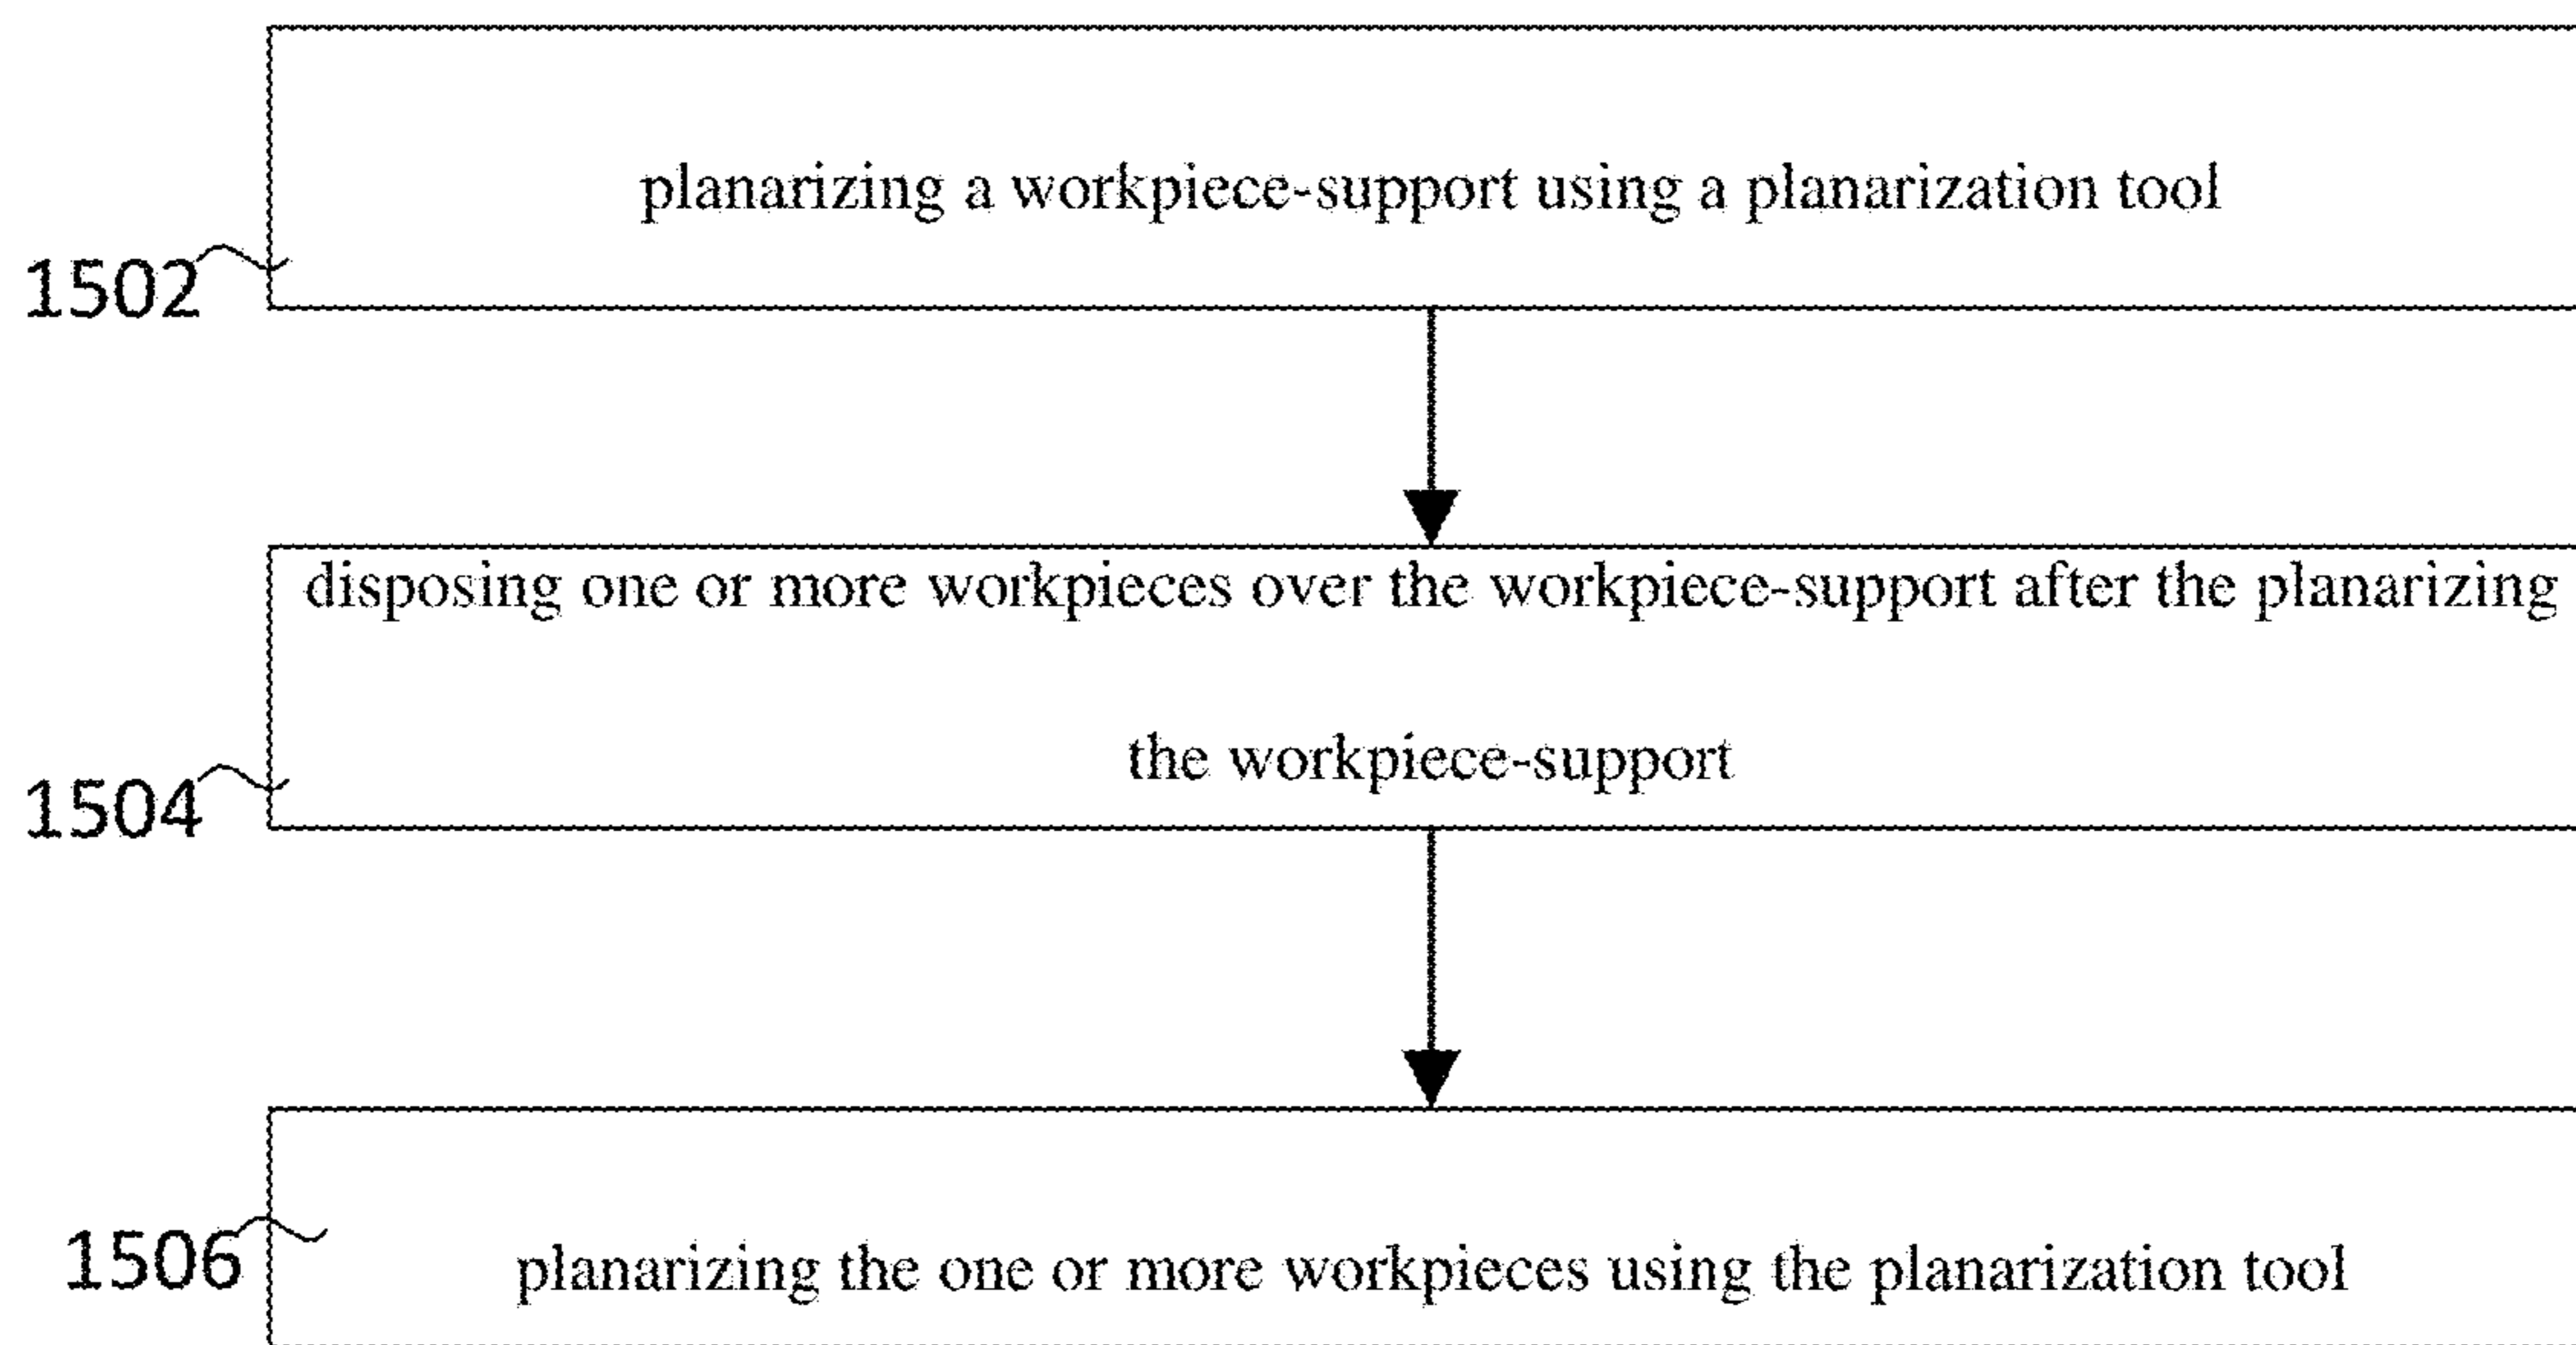 planarizing a workpiece-support using a planarization tool
1502
disposing one or more workpieces over the workpiece-support after the planarizing
the workpiece-support
1504
1506
planarizing the one or more workpieces using the planarization tool